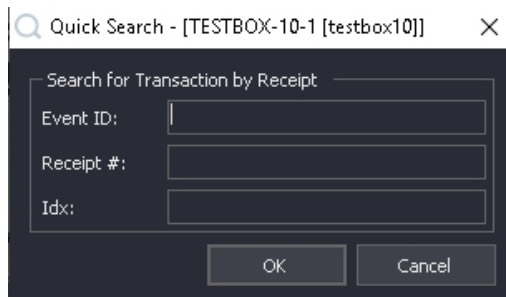 Quick Search - [TESTBOX-10-1 [testbox10]]
Search for Transaction by Receipt
Event ID:
Receipt #:
Idx:
OK Cancel